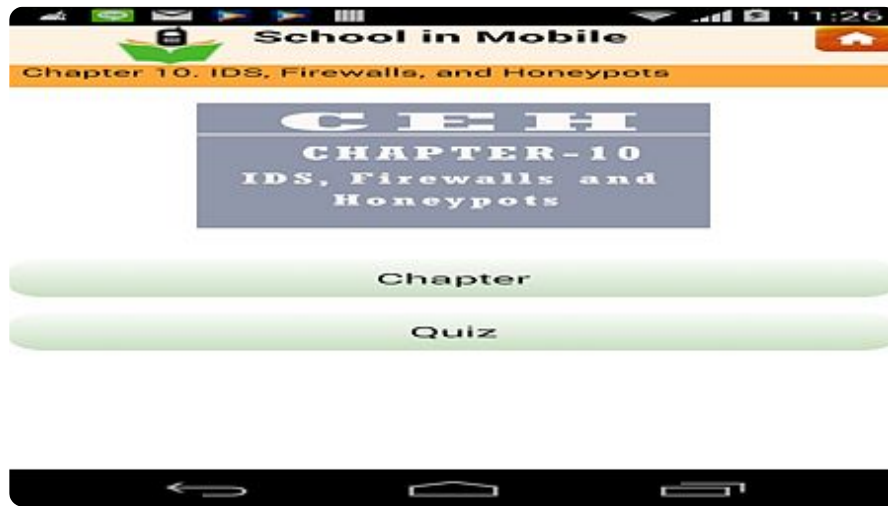 11:26
School in Mobile
Chapter 10. IDS, Firewalls, and Honeypots
CEH
CHAPTER-10
IDS, Firewalls and
Honeypots
Chapter
Quiz